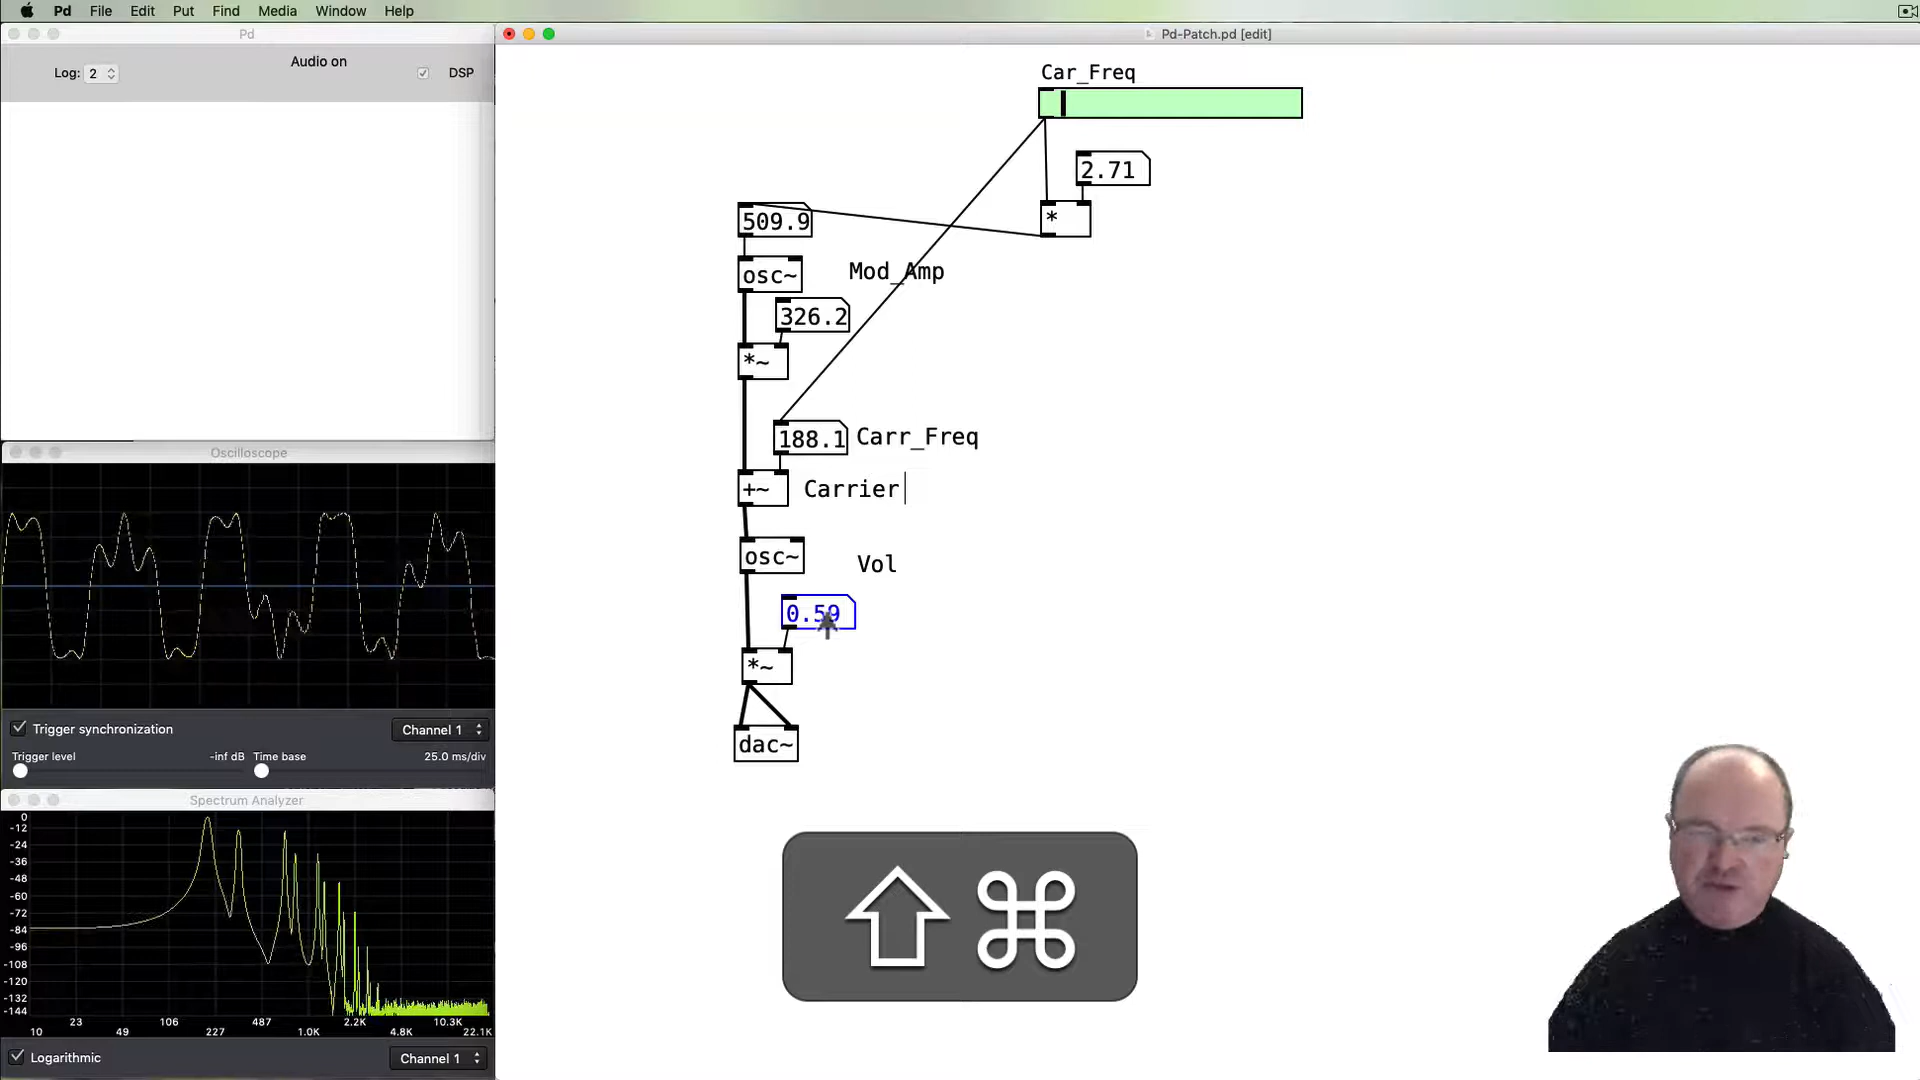 Pd File Edit Put Find Media Window Help
Pd
Audio on
Log: 2
DSP
Pd-Patch.pd [edit]
Car_Freq
2.71
*
509.9
osc~
Mod_Amp
326.2
*~
188.1
Carr_Freq
+~
Carrier
osc~
Vol
0.59
*~
dac~
Oscilloscope
Trigger synchronization
Channel 1
Trigger level
-inf dB
Time base
25.0 ms/div
Spectrum Analyzer
0
-12
-24
-36
-48
-60
-72
-84
-96
-108
-120
-132
-144
23 106 487 2.2K 10.3K
10 49 227 1.0K 4.8K 22.1K
Logarithmic
Channel 1